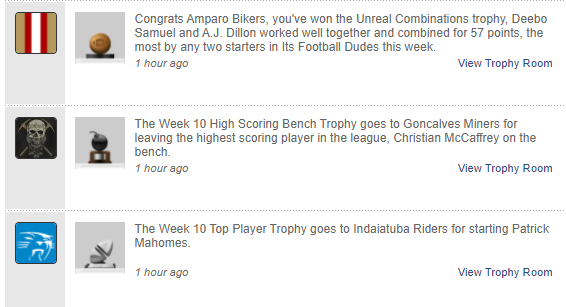 Congrats Amparo Bikers, you've won the Unreal Combinations trophy, Deebo
Samuel and A.J. Dillon worked well together and combined for 57 points, the
most by any two starters in Its Football Dudes this week.
1 hour ago View Trophy Room
The Week 10 High Scoring Bench Trophy goes to Goncalves Miners for
leaving the highest scoring player in the league, Christian McCaffrey on the
bench.
1 hour ago View Trophy Room
The Week 10 Top Player Trophy goes to Indaiatuba Riders for starting Patrick
Mahomes.
1 hour ago View Trophy Room